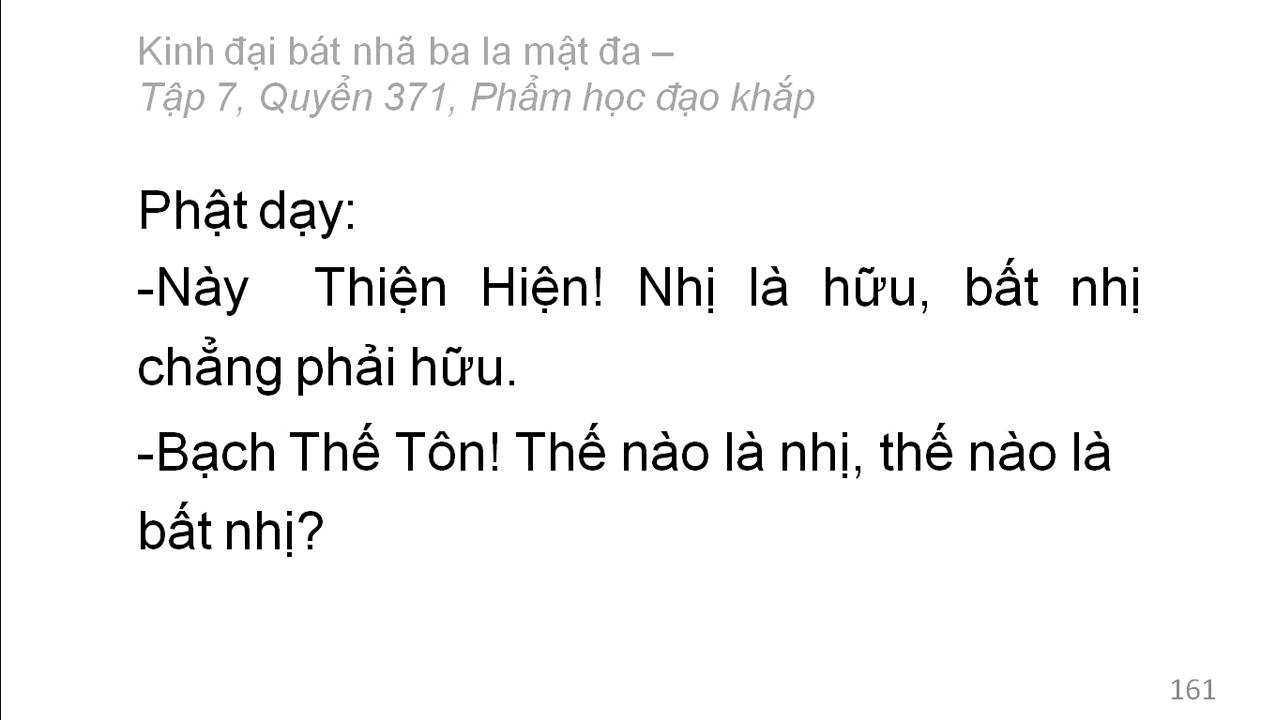 Kinh đại bát nhã ba la mật đa –
Tập 7, Quyển 371, Phẩm học đạo khắp
Phật dạy:
-Này Thiện Hiện! Nhị là hữu, bất nhị
chẳng phải hữu.
-Bạch Thế Tôn! Thế nào là nhị, thế nào là
bất nhị?
161